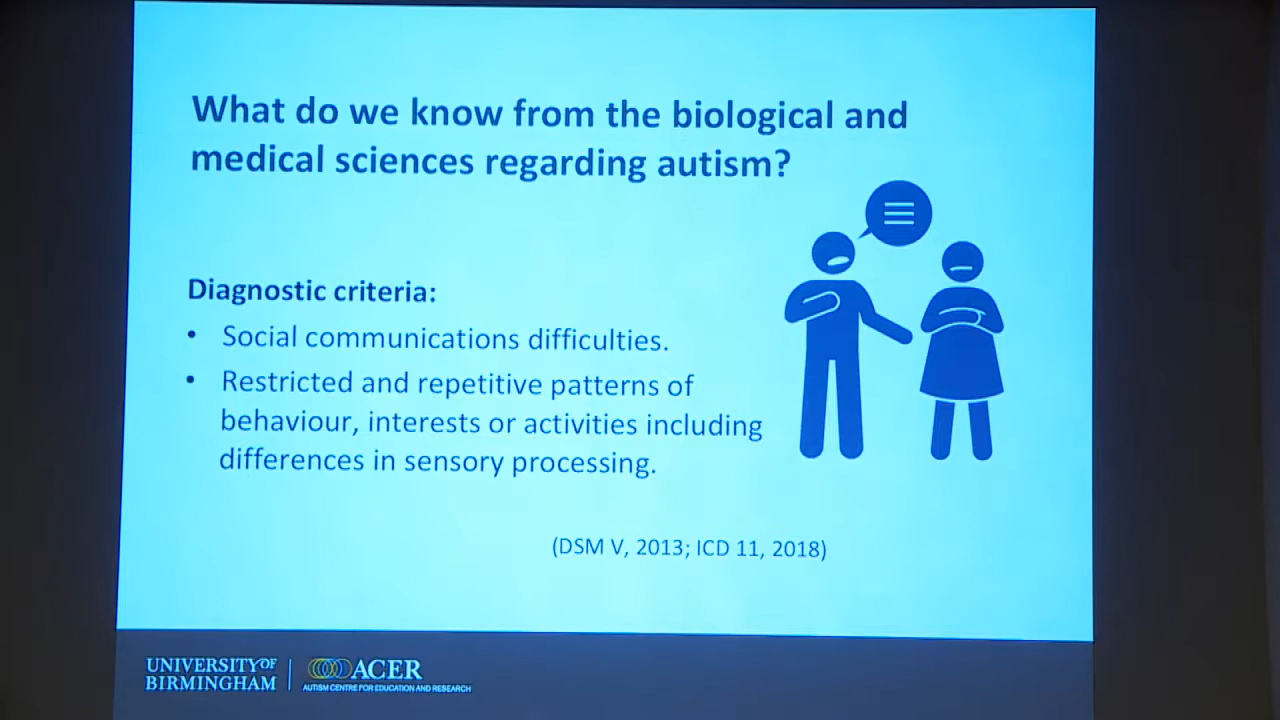 What do we know from the biological and
medical sciences regarding autism?
Diagnostic criteria:
• Social communications difficulties.
• Restricted and repetitive patterns of
behaviour, interests or activities including
differences in sensory processing.
(DSM V, 2013; ICD 11, 2018)
UNIVERSITYOF
BIRMINGHAM
ACER
AUTISM CENTRE FOR EDUCATION AND RESEARCH